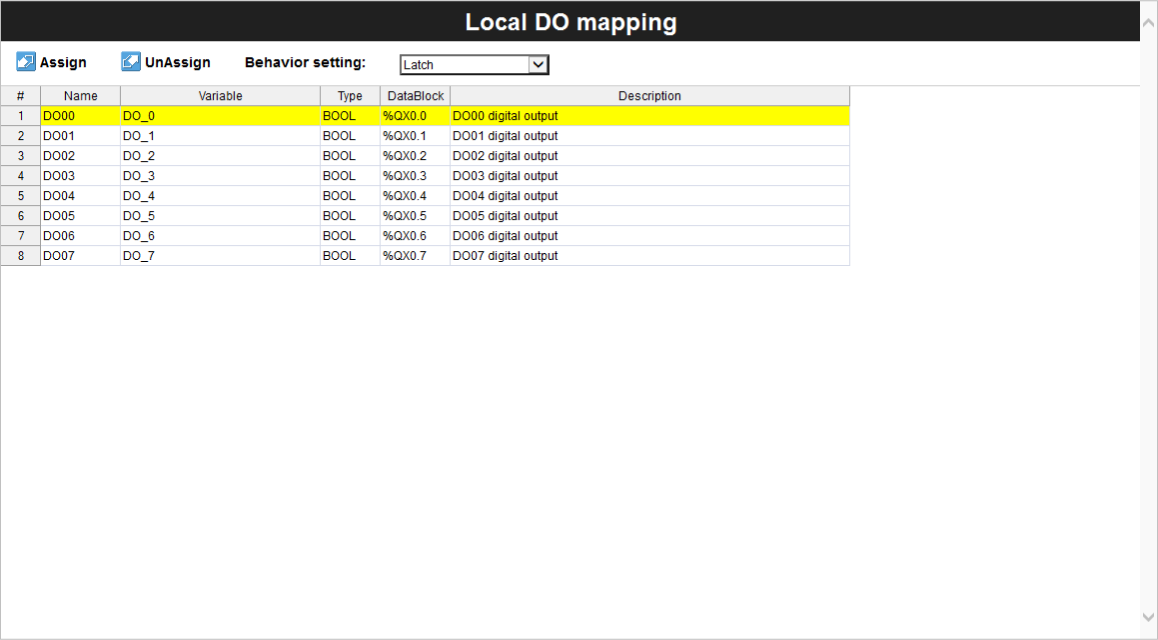 Local DO mapping
Assign UnAssign Behavior setting: Latch
# Name Variable Type DataBlock Description
1 DO00 DO_0 BOOL %QX0.0 DO00 digital output
2 DO01 DO_1 BOOL %QX0.1 DO01 digital output
3 DO02 DO_2 BOOL %QX0.2 DO02 digital output
4 DO03 DO_3 BOOL %QX0.3 DO03 digital output
5 DO04 DO_4 BOOL %QX0.4 DO04 digital output
6 DO05 DO_5 BOOL %QX0.5 DO05 digital output
7 DO06 DO_6 BOOL %QX0.6 DO06 digital output
8 DO07 DO_7 BOOL %QX0.7 DO07 digital output